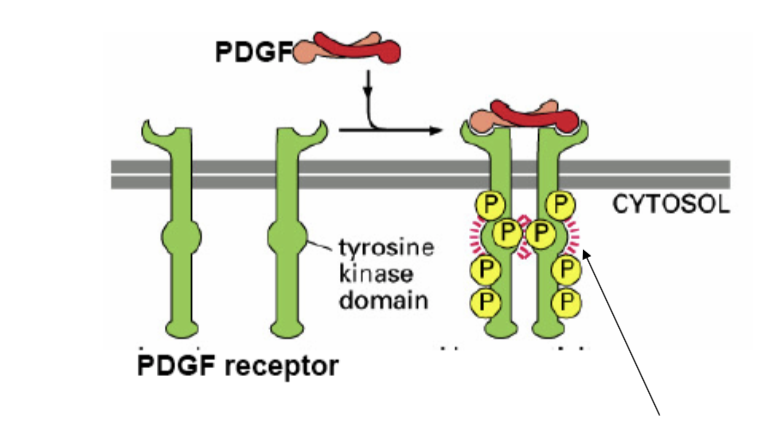 PDGF
CYTOSOL
P P
P P
P P
P P
tyrosine
kinase
domain
PDGF receptor